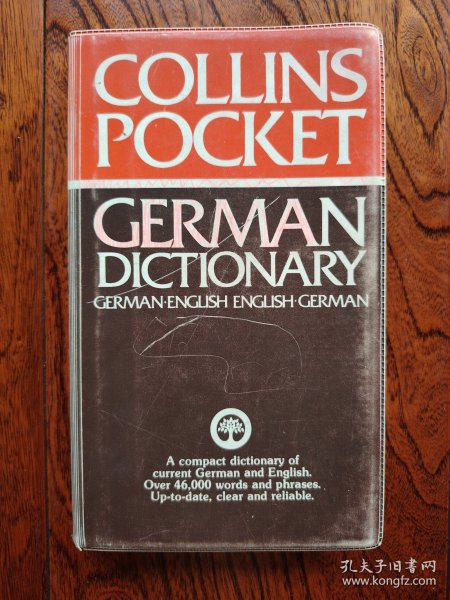 COLLINS
POCKET
GERMAN
DICTIONARY
GERMAN·ENGLISH ENGLISH·GERMAN
A compact dictionary of
current German and English.
Over 46,000 words and phrases.
Up-to-date, clear and reliable.
孔夫子旧书网
www.kongfz.com